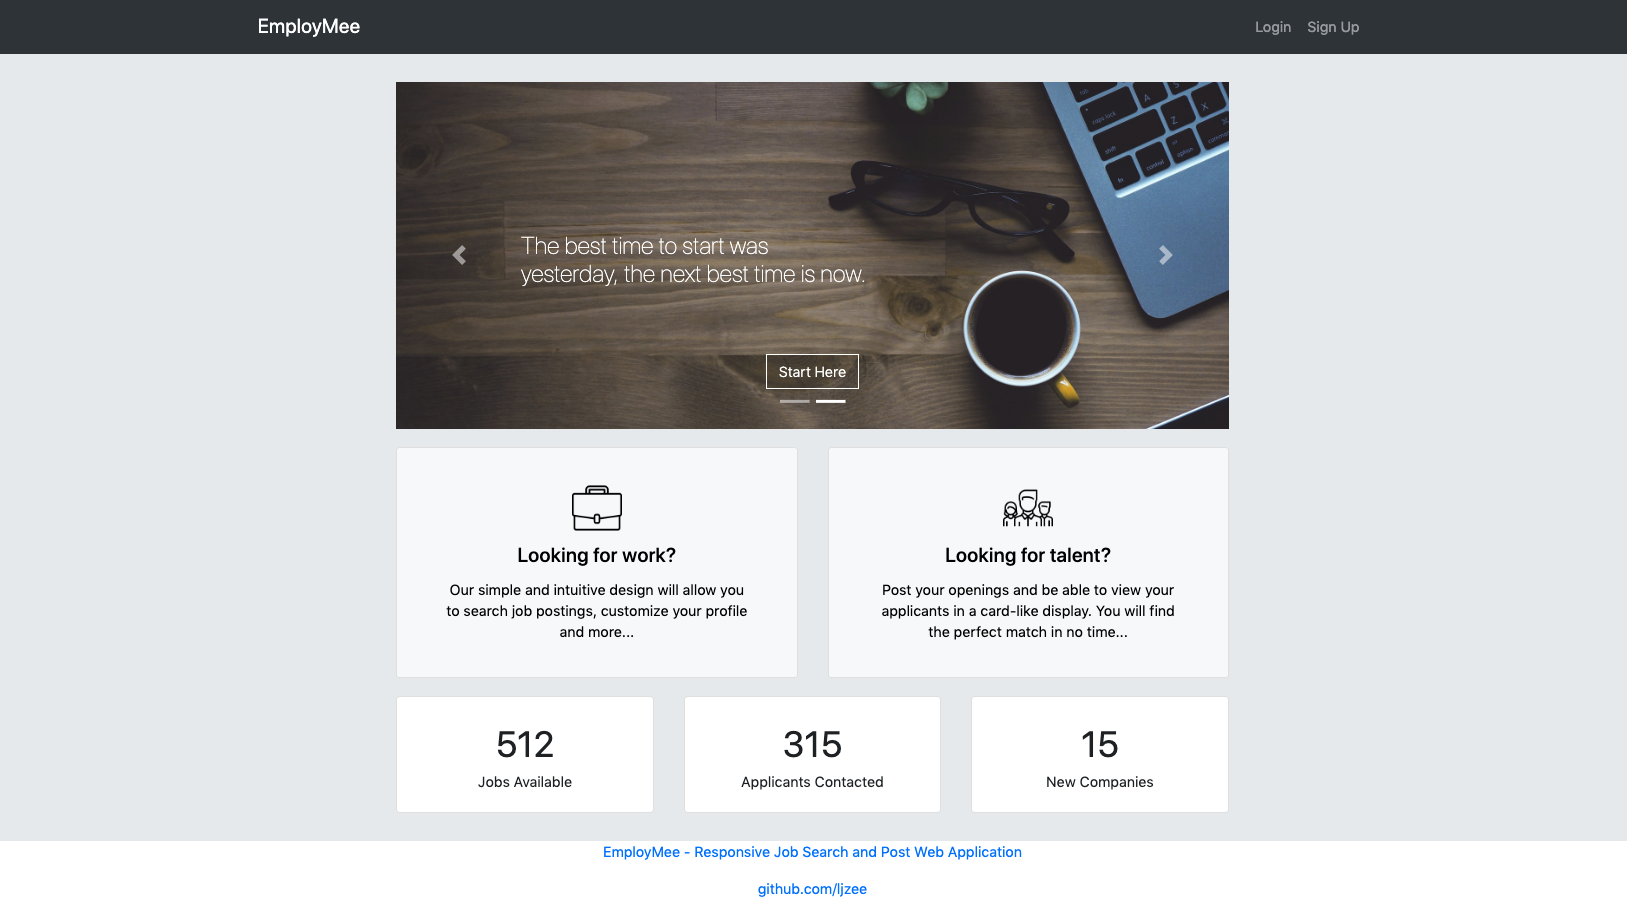 EmployMee
Login Sign Up
The best time to start was
yesterday, the next best time is now.
Start Here
Looking for work?
Our simple and intuitive design will allow you
to search job postings, customize your profile
and more...
Looking for talent?
Post your openings and be able to view your
applicants in a card-like display. You will find
the perfect match in no time...
512
Jobs Available
315
Applicants Contacted
15
New Companies
EmployMee - Responsive Job Search and Post Web Application
github.com/ljzee